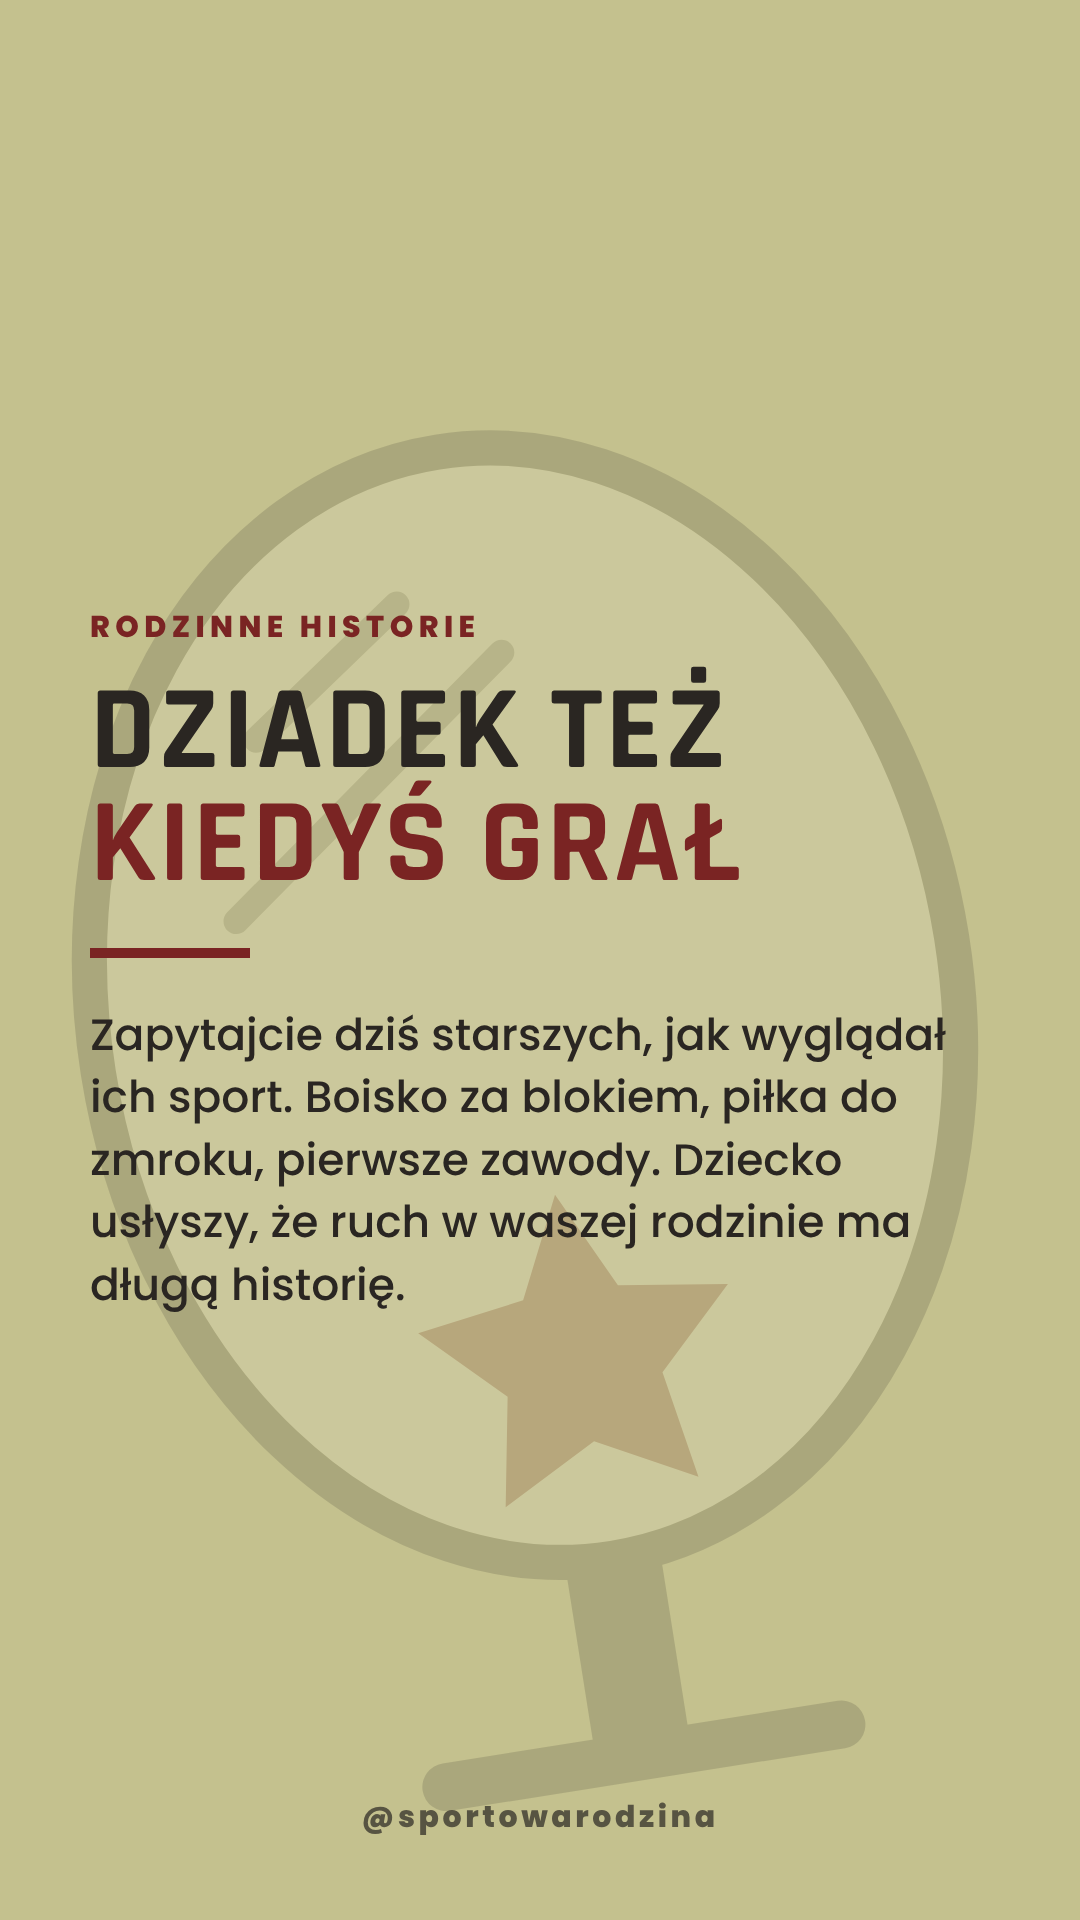 RODZINNE HISTORIE
DZIADEK TEŻ
KIEDYŚ GRAŁ
Zapytajcie dziś starszych, jak wyglądał
ich sport. Boisko za blokiem, piłka do
zmroku, pierwsze zawody. Dziecko
usłyszy, że ruch w waszej rodzinie ma
długą historię.
@sportowarodzina